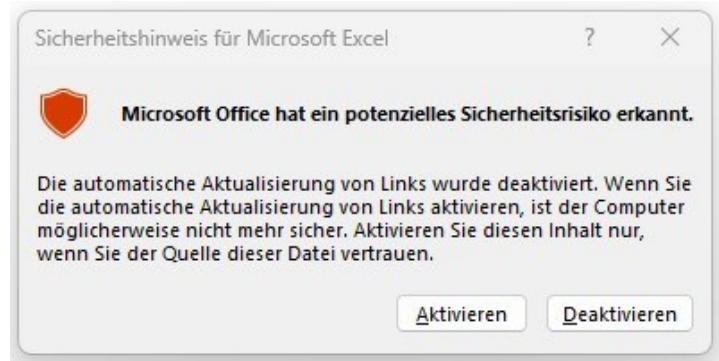 Sicherheitshinweis für Microsoft Excel ? ×
Microsoft Office hat ein potenzielles Sicherheitsrisiko erkannt.
Die automatische Aktualisierung von Links wurde deaktiviert. Wenn Sie
die automatische Aktualisierung von Links aktivieren, ist der Computer
möglicherweise nicht mehr sicher. Aktivieren Sie diesen Inhalt nur,
wenn Sie der Quelle dieser Datei vertrauen.
Aktivieren Deaktivieren